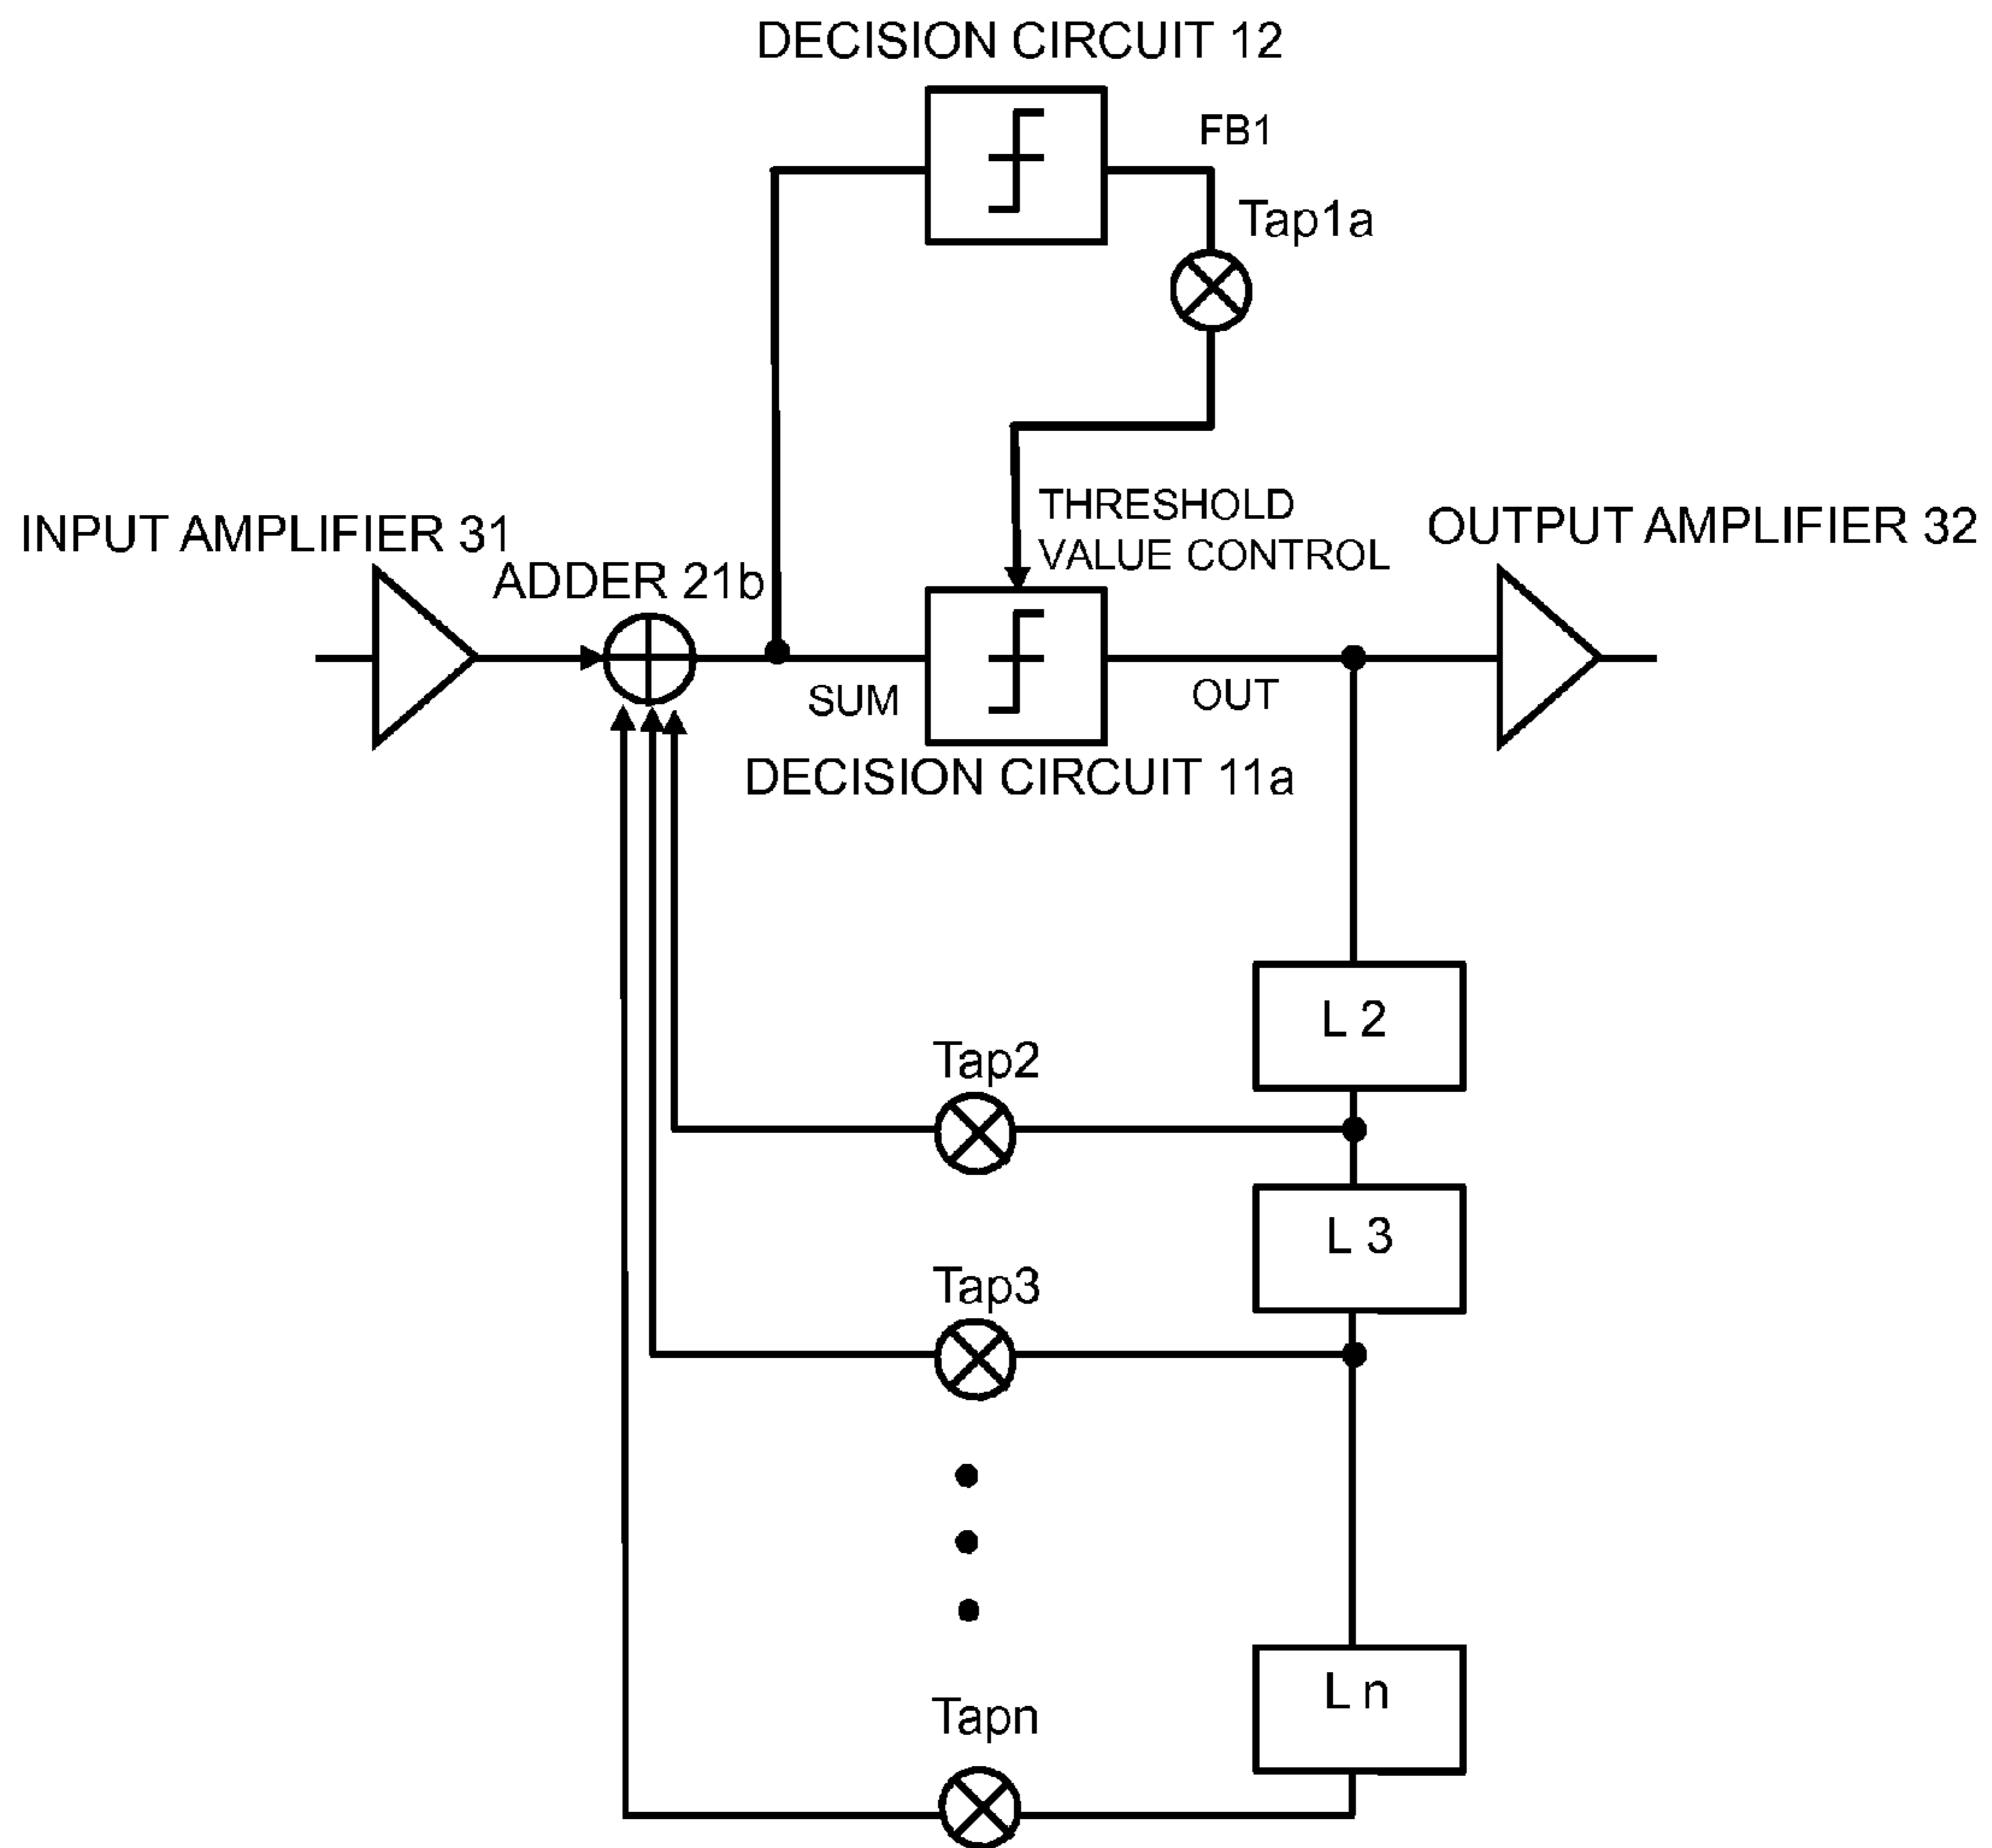 DECISION CIRCUIT 12
FB1
Tap1a
THRESHOLD
VALUE CONTROL
INPUT AMPLIFIER 31
OUTPUT AMPLIFIER 32
ADDER 21b
SUM
OUT
DECISION CIRCUIT 11a
L 2
Tap2
L 3
Tap3
L n
Tapn